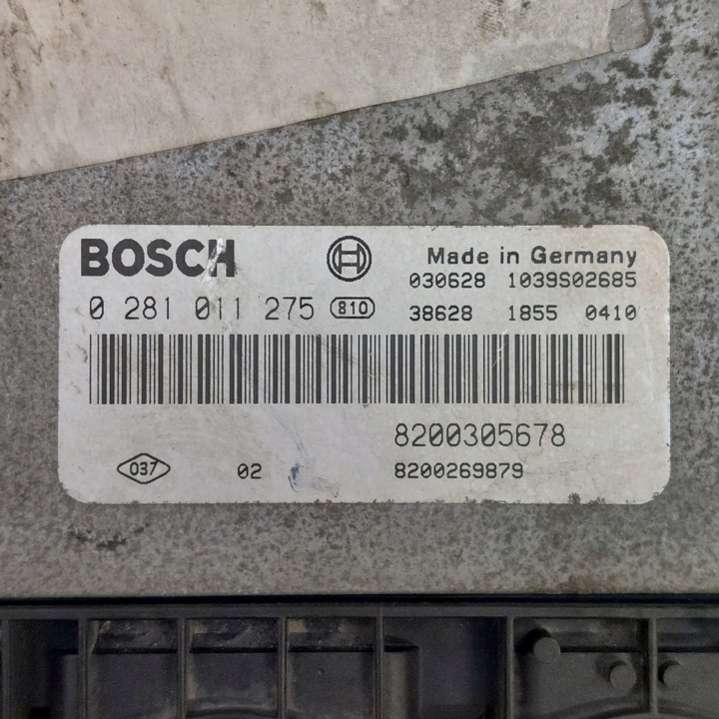 BOSCH
Made in Germany
030628 1039S02685
0 281 011 275 810
38628 1855 0410
8200305678
037 02 8200269879